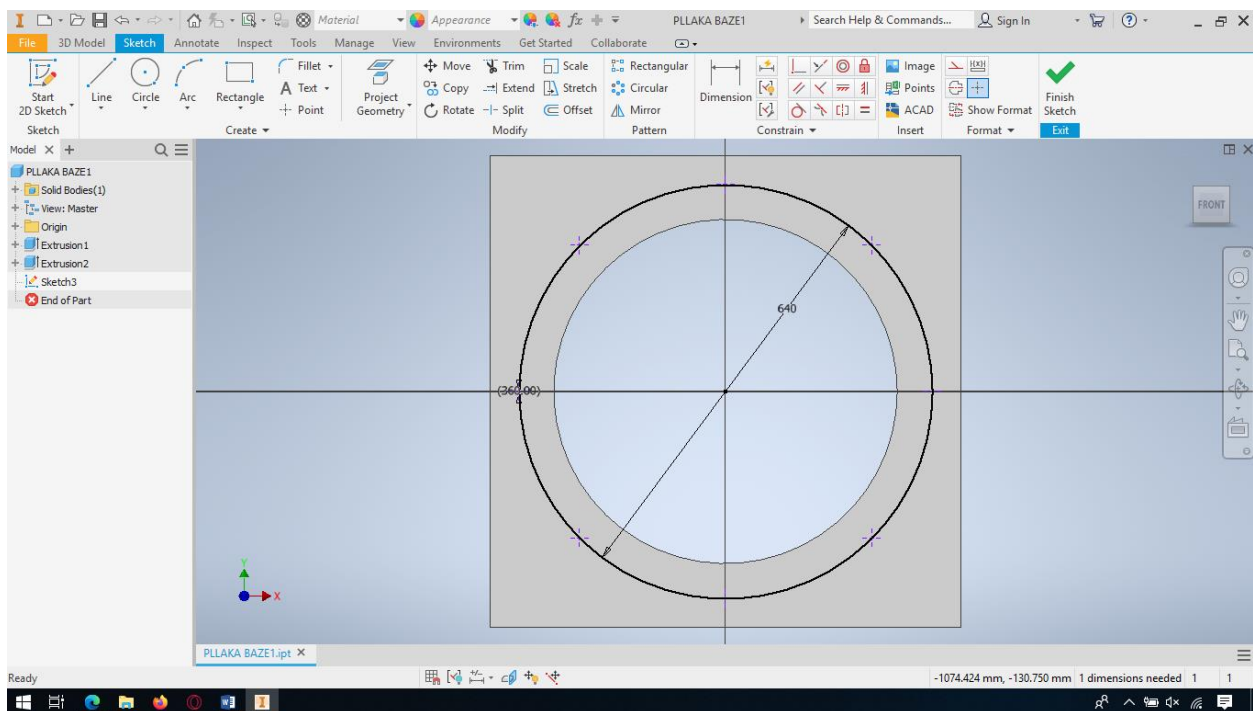 Material Appearance fx PLLAKA BAZE1 Search Help & Commands... Sign In
File 3D Model Sketch Annotate Inspect Tools Manage View Environments Get Started Collaborate
Start 2D Sketch
Line
Circle
Arc
Rectangle
Fillet
Text
Point
Project Geometry
Move Trim Scale
Copy Extend Stretch
Rotate Split Offset
Rectangular
Circular
Mirror
Dimension
Image
Points
ACAD
Show Format
Finish Sketch
Sketch Create Modify Pattern Constrain Insert Format Exit
Model
PLLAKA BAZE1
Solid Bodies(1)
View: Master
Origin
Extrusion1
Extrusion2
Sketch3
End of Part
FRONT
640
(360.00)
Y
X
PLLAKA BAZE1.ipt
Ready -1074.424 mm, -130.750 mm 1 dimensions needed 1 1